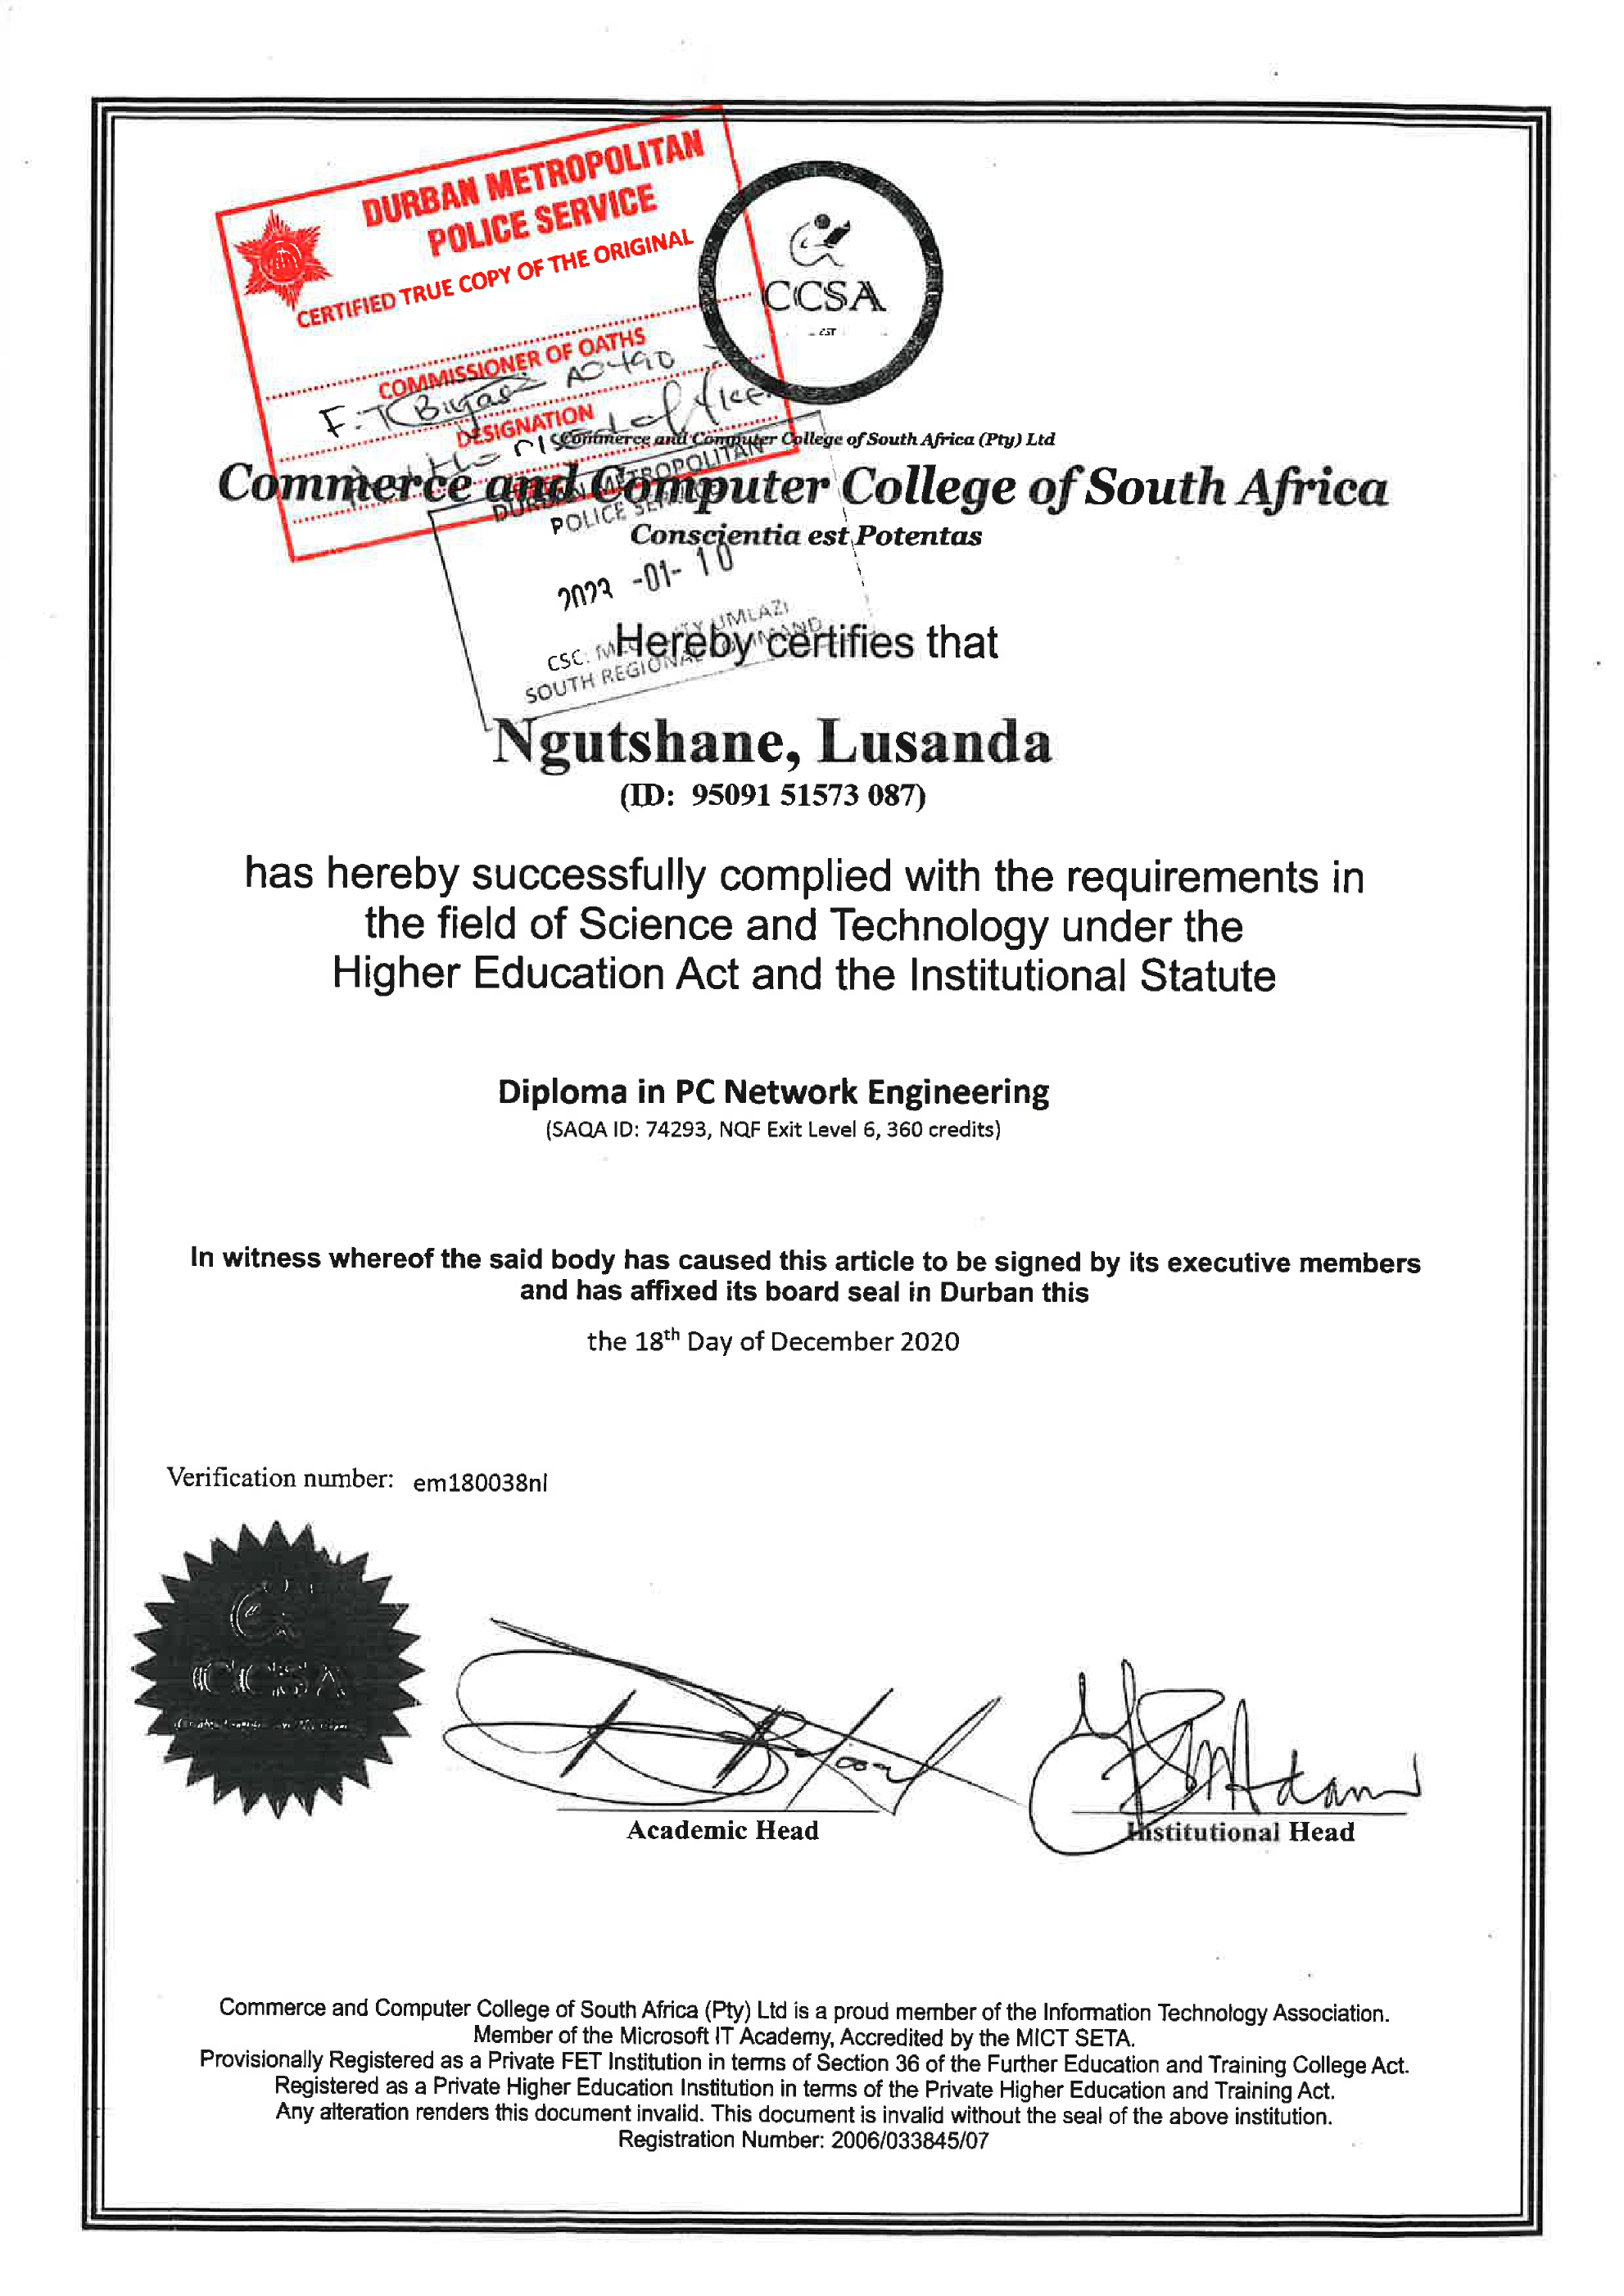 DURBAN METROPOLITAN
POLICE SERVICE
CERTIFIED TRUE COPY OF THE ORIGINAL
COMMISSIONER OF OATHS
F.T A0490
DESIGNATION
CCSA
EST
Commerce and Computer College of South Africa (Pty) Ltd
Commerce and Computer College of South Africa
Conscientia est Potentas
DURBAN METROPOLITAN
POLICE SERVICE
2023 -01- 10
CSC: UMLAZI
SOUTH REGIONAL COMMAND
Hereby certifies that
Ngutshane, Lusanda
(ID: 95091 51573 087)
has hereby successfully complied with the requirements in
the field of Science and Technology under the
Higher Education Act and the Institutional Statute
Diploma in PC Network Engineering
(SAQA ID: 74293, NQF Exit Level 6, 360 credits)
In witness whereof the said body has caused this article to be signed by its executive members
and has affixed its board seal in Durban this
the 18th Day of December 2020
Verification number: em180038nl
CCSA
Academic Head
Institutional Head
Commerce and Computer College of South Africa (Pty) Ltd is a proud member of the Information Technology Association.
Member of the Microsoft IT Academy, Accredited by the MICT SETA.
Provisionally Registered as a Private FET Institution in terms of Section 36 of the Further Education and Training College Act.
Registered as a Private Higher Education Institution in terms of the Private Higher Education and Training Act.
Any alteration renders this document invalid. This document is invalid without the seal of the above institution.
Registration Number: 2006/033845/07